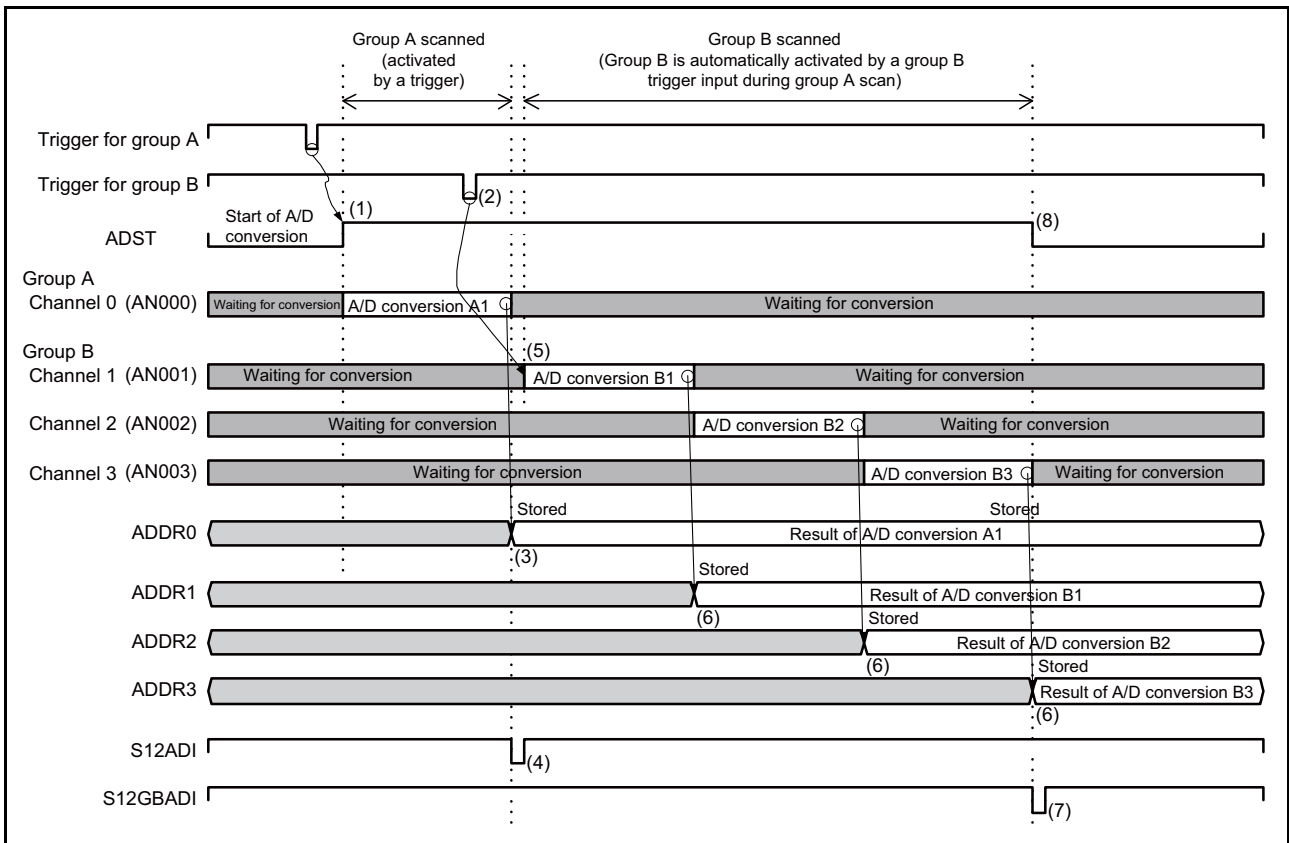 Group A scanned
(activated
by a trigger)
Group B scanned
(Group B is automatically activated by a group B
trigger input during group A scan)
Trigger for group A
Trigger for group B
(2)
ADST
Start of A/D
conversion
(1)
(8)
Group A
Channel 0 (AN000)
Waiting for conversion
A/D conversion A1
Waiting for conversion
Group B
(5)
Channel 1 (AN001)
Waiting for conversion
A/D conversion B1
Waiting for conversion
Channel 2 (AN002)
Waiting for conversion
A/D conversion B2
Waiting for conversion
Channel 3 (AN003)
Waiting for conversion
A/D conversion B3
Waiting for conversion
Stored
Stored
ADDR0
Result of A/D conversion A1
(3)
Stored
ADDR1
Result of A/D conversion B1
(6)
Stored
ADDR2
Result of A/D conversion B2
(6)
Stored
ADDR3
Result of A/D conversion B3
(6)
S12ADI
(4)
S12GBADI
(7)